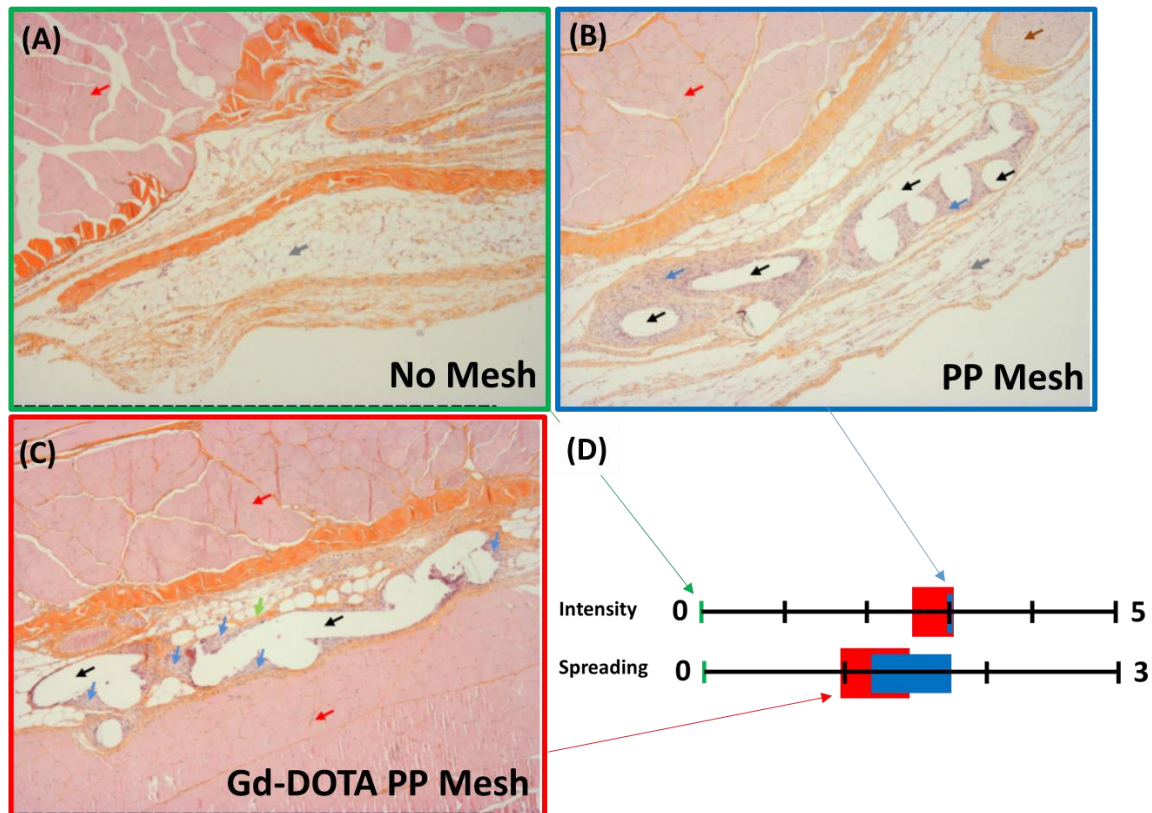 (A)
No Mesh
(B)
PP Mesh
(C)
Gd-DOTA PP Mesh
(D)
Intensity 0 5
Spreading 0 3